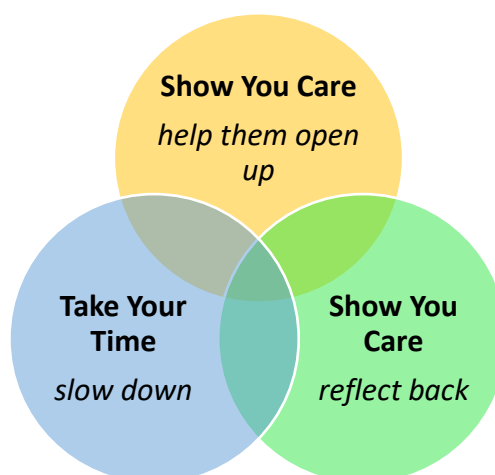 Show You Care
help them open
up
Take Your
Time
slow down
Show You
Care
reflect back